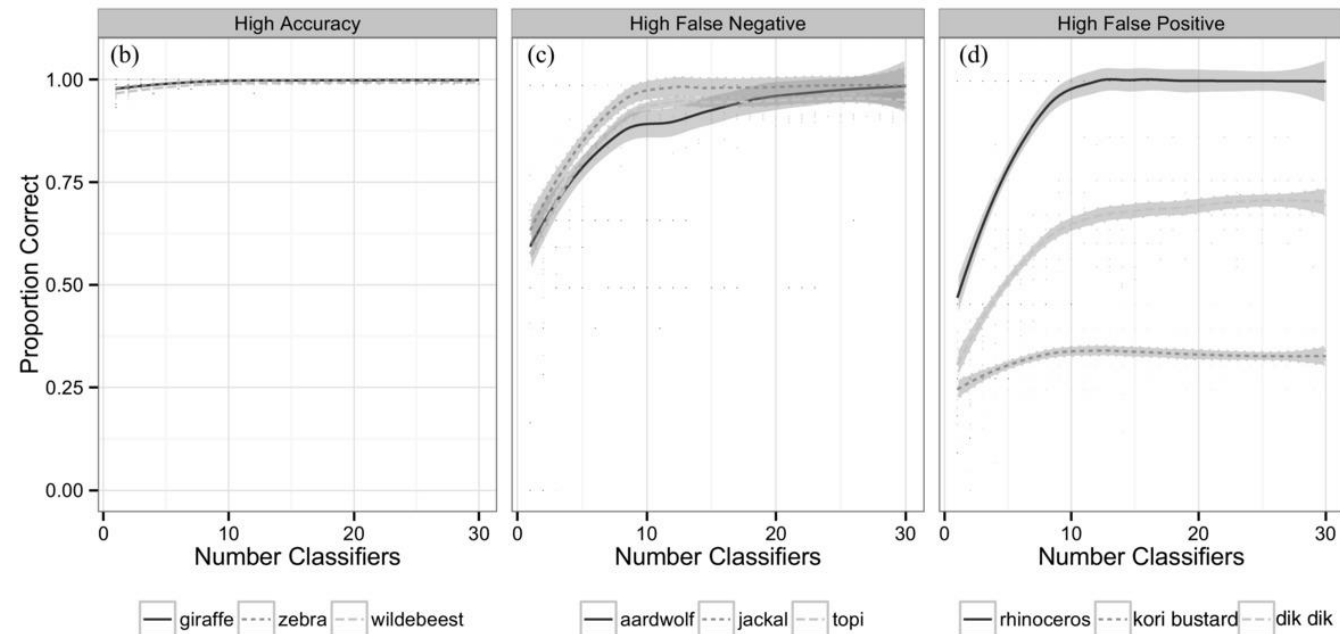 High Accuracy
High False Negative
High False Positive
(b)
(c)
(d)
1.00
0.75
0.50
0.25
0.00
Proportion Correct
0 10 20 30
0 10 20 30
0 10 20 30
Number Classifiers
Number Classifiers
Number Classifiers
giraffe zebra wildebeest
aardwolf jackal topi
rhinoceros kori bustard dik dik